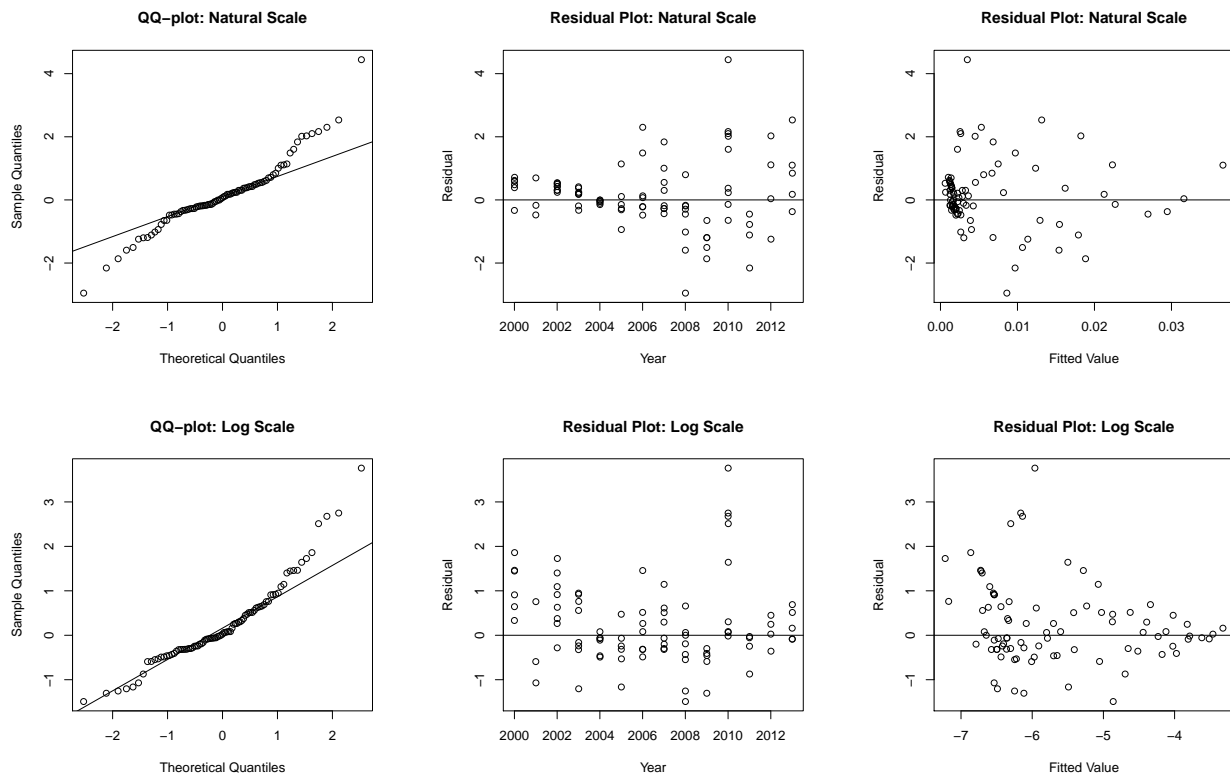 QQ−plot: Natural Scale
Sample Quantiles
4
2
0
−2
−2 −1 0 1 2
Theoretical Quantiles
Residual Plot: Natural Scale
Residual
4
2
0
−2
2000 2002 2004 2006 2008 2010 2012
Year
Residual Plot: Natural Scale
Residual
4
2
0
−2
0.00 0.01 0.02 0.03
Fitted Value
QQ−plot: Log Scale
Sample Quantiles
3
2
1
0
−1
−2 −1 0 1 2
Theoretical Quantiles
Residual Plot: Log Scale
Residual
3
2
1
0
−1
2000 2002 2004 2006 2008 2010 2012
Year
Residual Plot: Log Scale
Residual
3
2
1
0
−1
−7 −6 −5 −4
Fitted Value